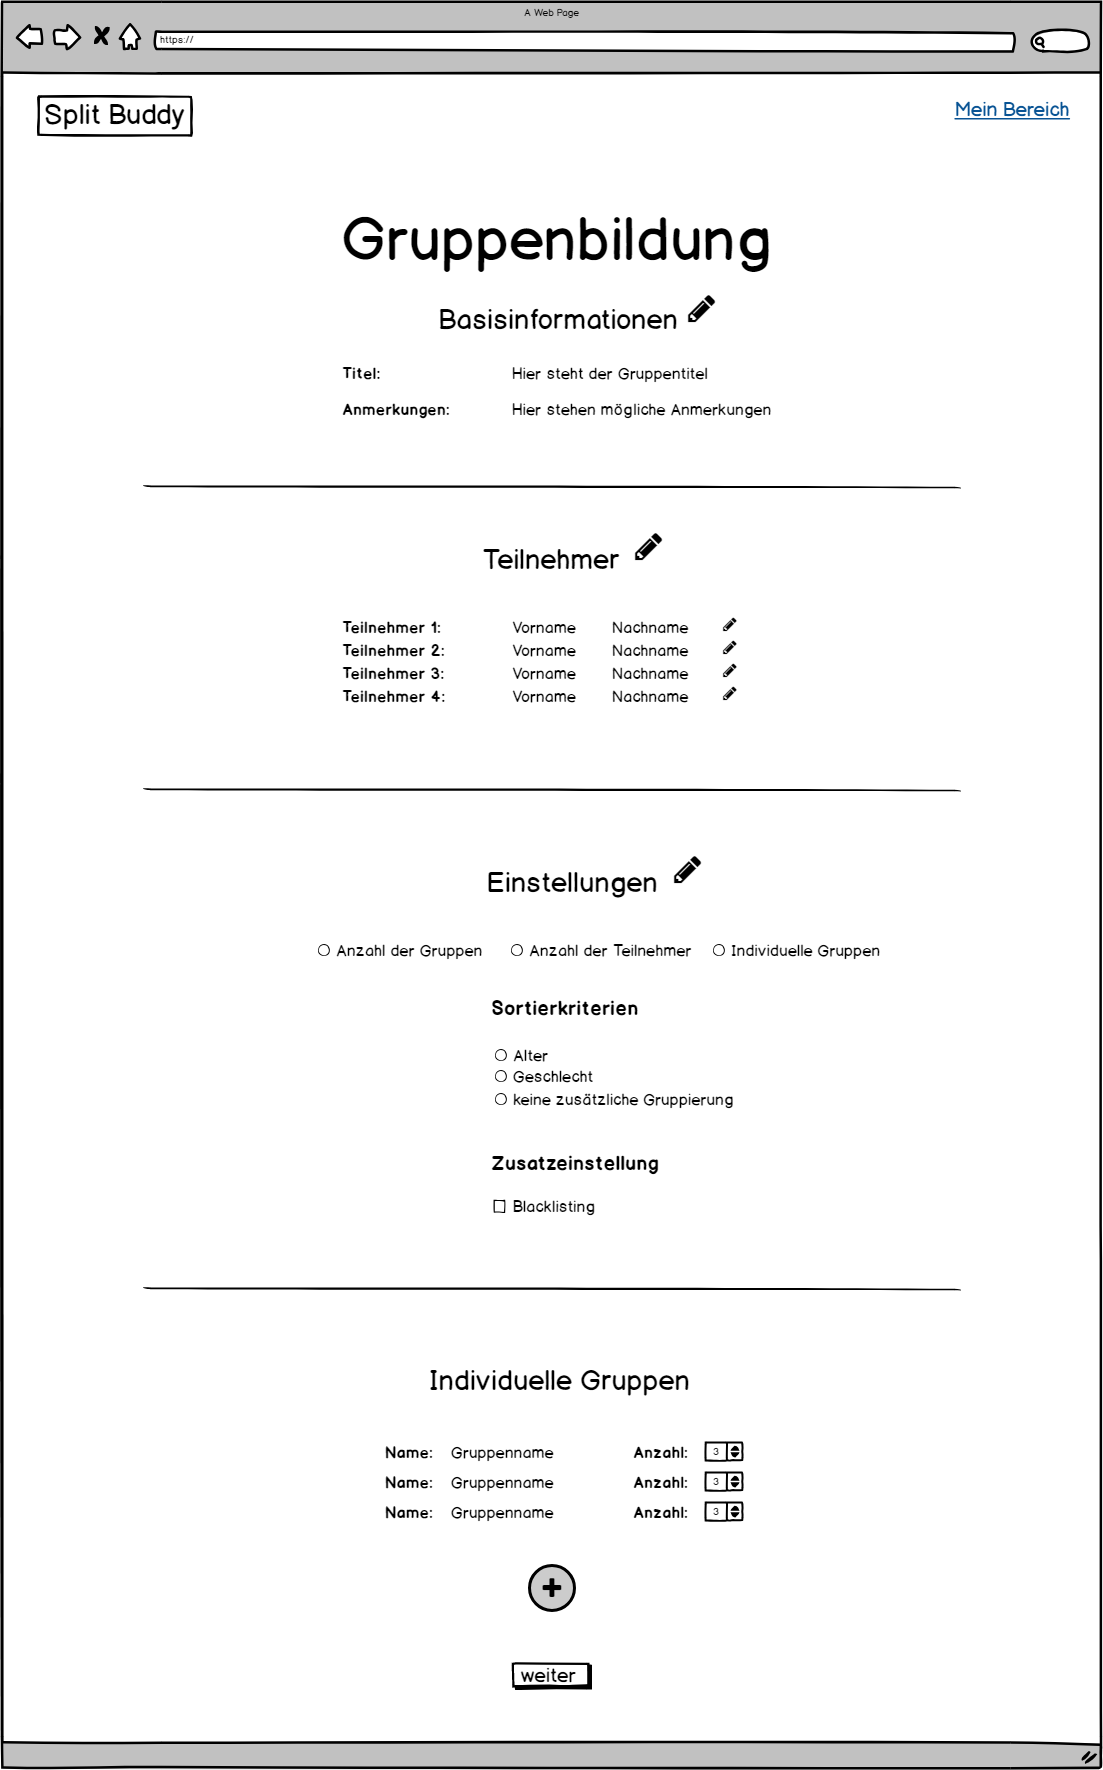 A Web Page
https://
Split Buddy
Mein Bereich
Gruppenbildung
Basisinformationen
Titel: Hier steht der Gruppentitel
Anmerkungen: Hier stehen mögliche Anmerkungen
Teilnehmer
Teilnehmer 1: Vorname Nachname
Teilnehmer 2: Vorname Nachname
Teilnehmer 3: Vorname Nachname
Teilnehmer 4: Vorname Nachname
Einstellungen
Anzahl der Gruppen Anzahl der Teilnehmer Individuelle Gruppen
Sortierkriterien
Alter
Geschlecht
keine zusätzliche Gruppierung
Zusatzeinstellung
Blacklisting
Individuelle Gruppen
Name: Gruppenname Anzahl: 3
Name: Gruppenname Anzahl: 3
Name: Gruppenname Anzahl: 3
weiter